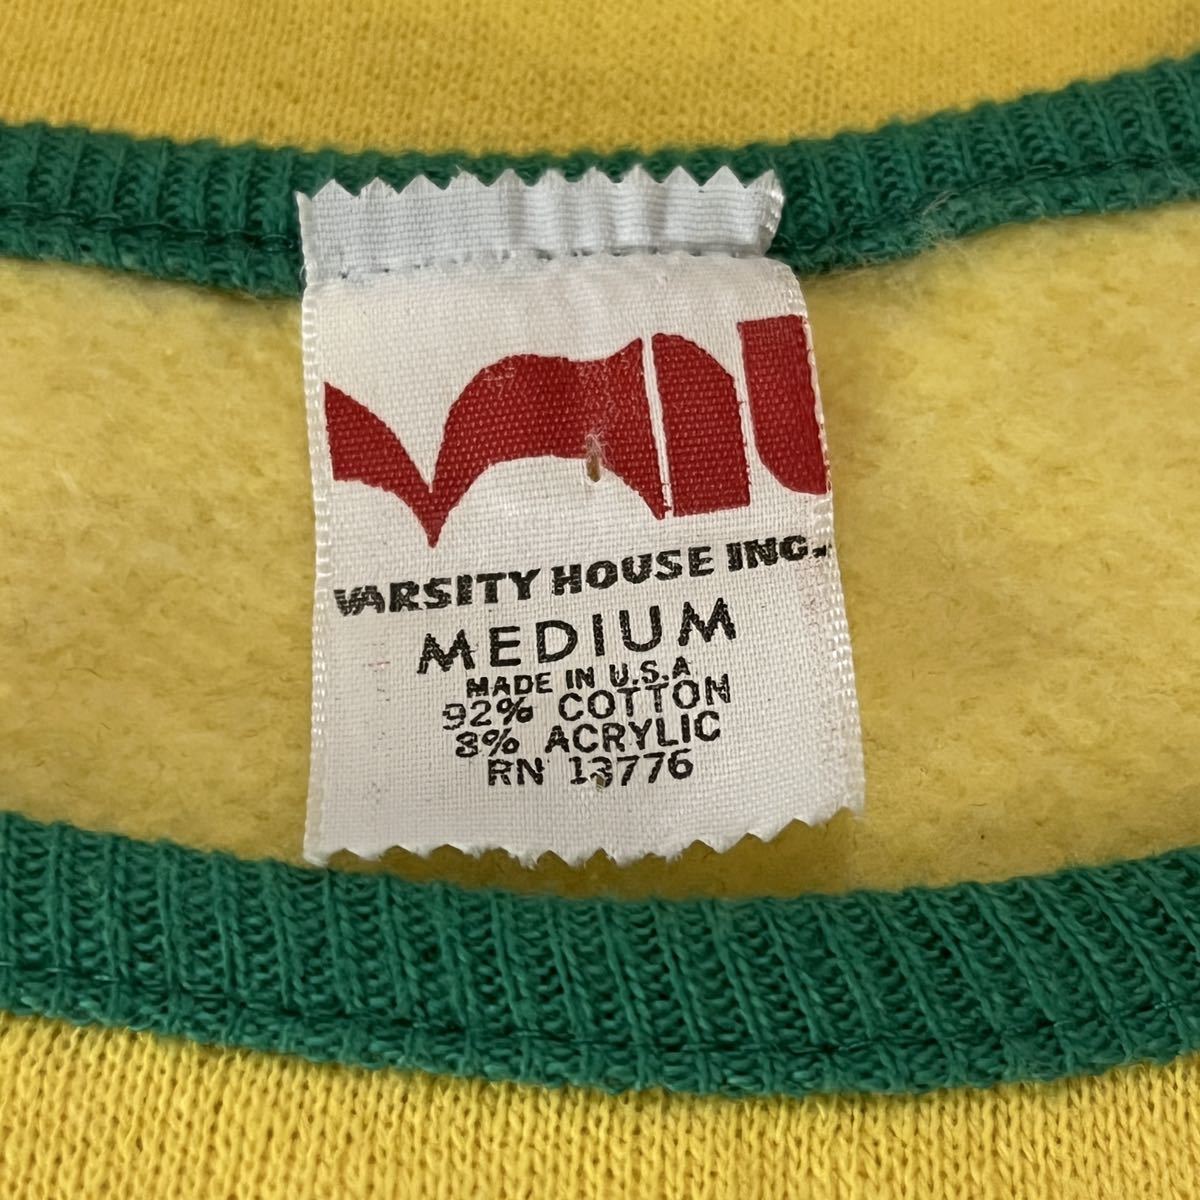 VARSITY HOUSE INC.
MEDIUM
MADE IN U.S.A
92% COTTON
8% ACRYLIC
RN 13776